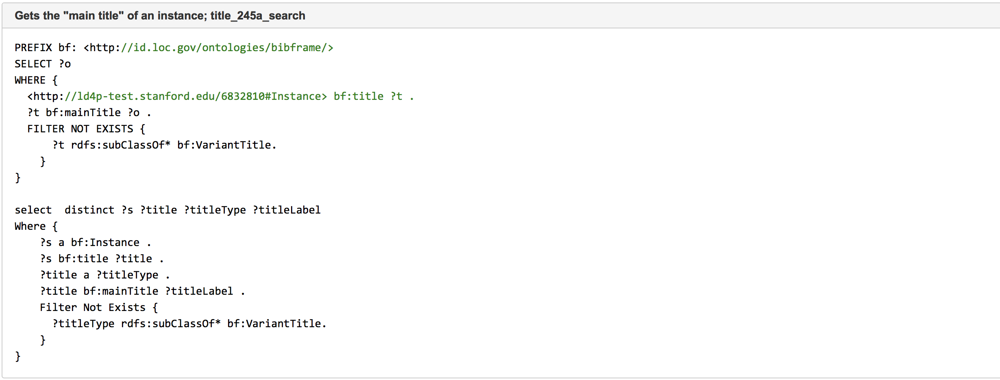 Gets the "main title" of an instance; title_245a_search
PREFIX bf: <http://id.loc.gov/ontologies/bibframe/>
SELECT ?o
WHERE {
  <http://ld4p-test.stanford.edu/6832810#Instance> bf:title ?t .
  ?t bf:mainTitle ?o .
  FILTER NOT EXISTS {
      ?t rdfs:subClassOf* bf:VariantTitle.
    }
}

select  distinct ?s ?title ?titleType ?titleLabel
Where {
    ?s a bf:Instance .
    ?s bf:title ?title .
    ?title a ?titleType .
    ?title bf:mainTitle ?titleLabel .
    Filter Not Exists {
      ?titleType rdfs:subClassOf* bf:VariantTitle.
    }
}